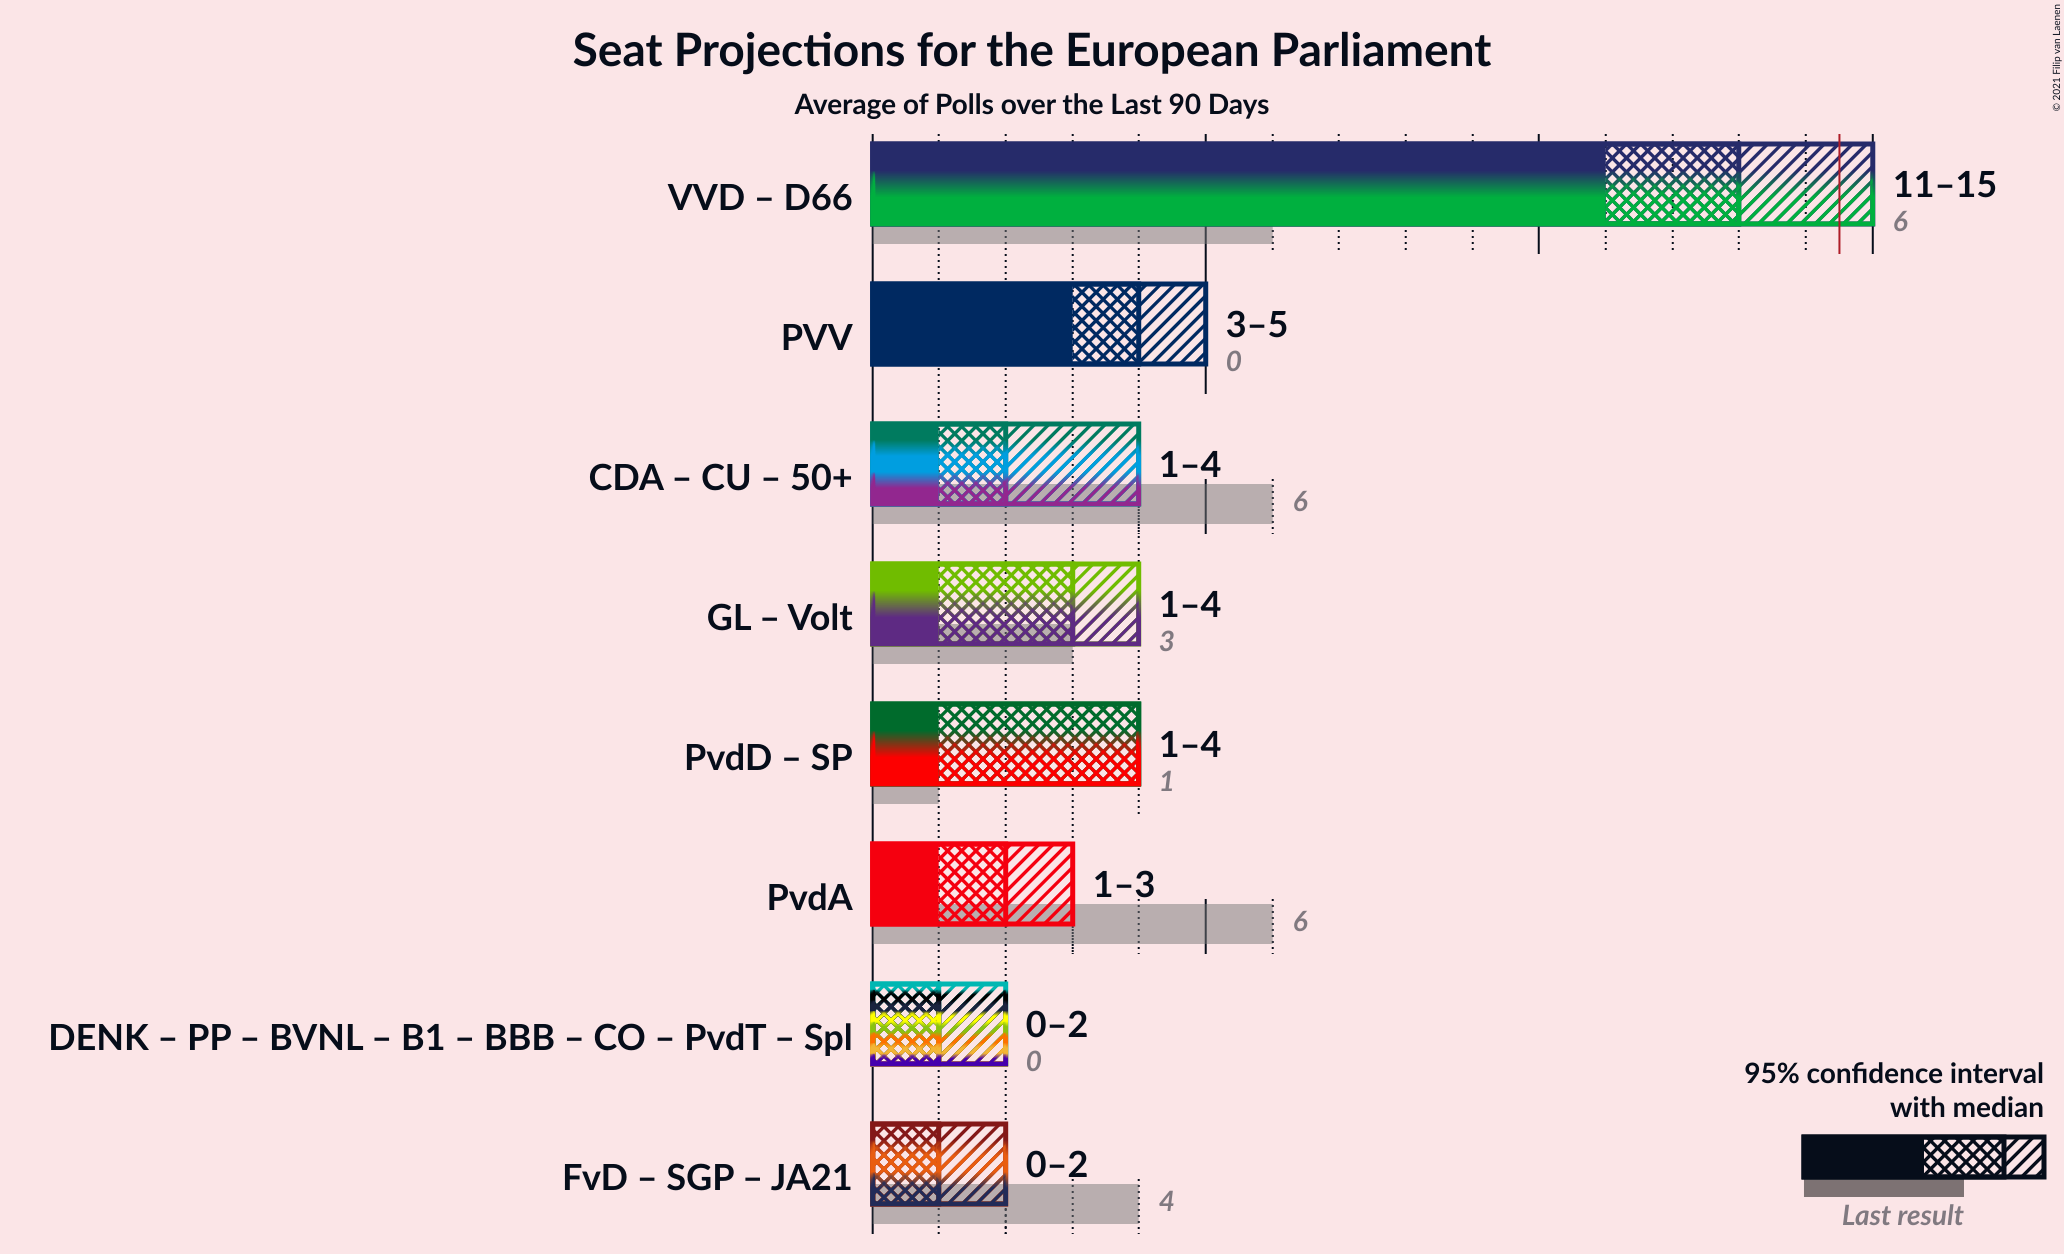 Seat Projections for the European Parliament
Average of Polls over the Last 90 Days
© 2021 Filip van Laenen
VVD – D66
11–15
6
PVV
3–5
0
CDA – CU – 50+
1–4
6
GL – Volt
1–4
3
PvdD – SP
1–4
1
PvdA
1–3
6
DENK – PP – BVNL – B1 – BBB – CO – PvdT – Spl
0–2
0
FvD – SGP – JA21
0–2
4
95% confidence interval
with median
Last result